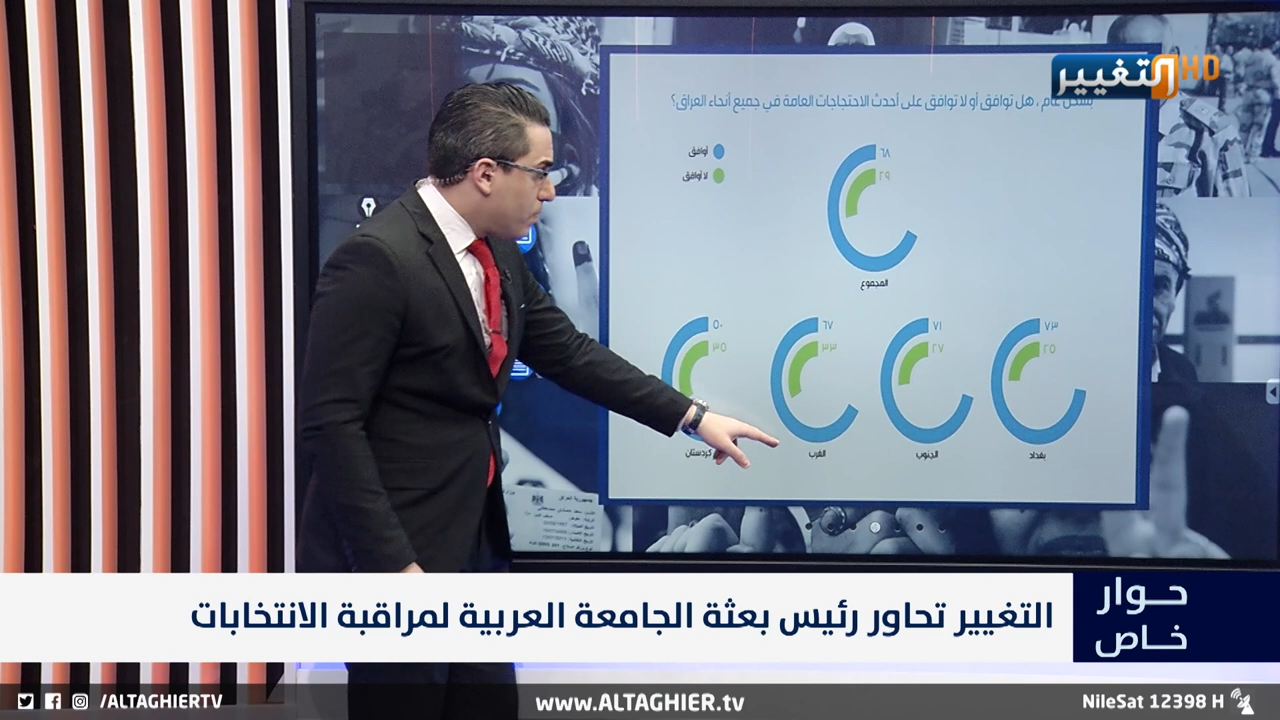 التغيير HD
بشكل عام ، هل توافق أو لا توافق على أحدث الاحتجاجات العامة في جميع أنحاء العراق؟
أوافق
لا أوافق
٦٨
٢٩
المجموع
٧٣
٢٥
بغداد
٧١
٢٧
الجنوب
٦٧
٣٣
الغرب
٥٠
٣٥
كردستان
جمهورية العراق
حوار خاص
التغيير تحاور رئيس بعثة الجامعة العربية لمراقبة الانتخابات
/ALTAGHIERTV
www.ALTAGHIER.tv
NileSat 12398 H